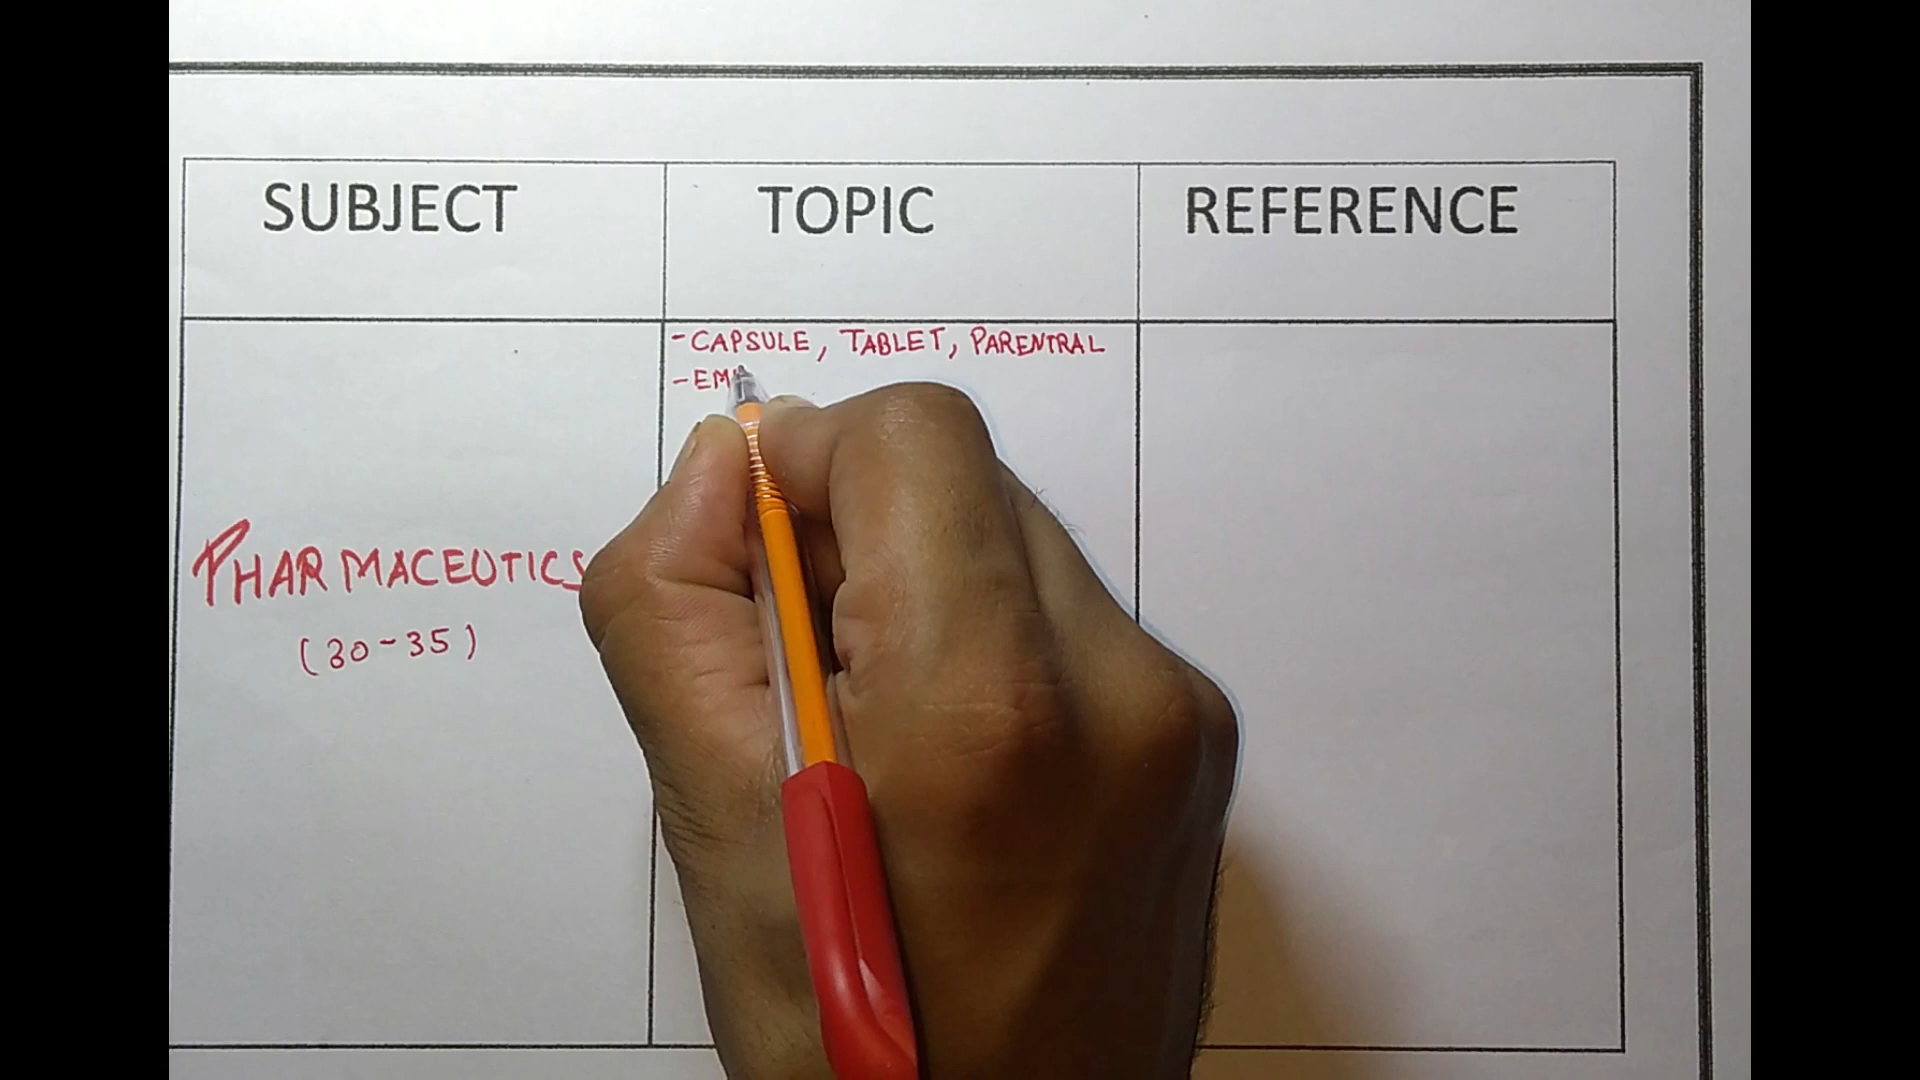 SUBJECT TOPIC REFERENCE
-CAPSULE, TABLET, PARENTRAL
PHARMACEUTICS
(30-35)